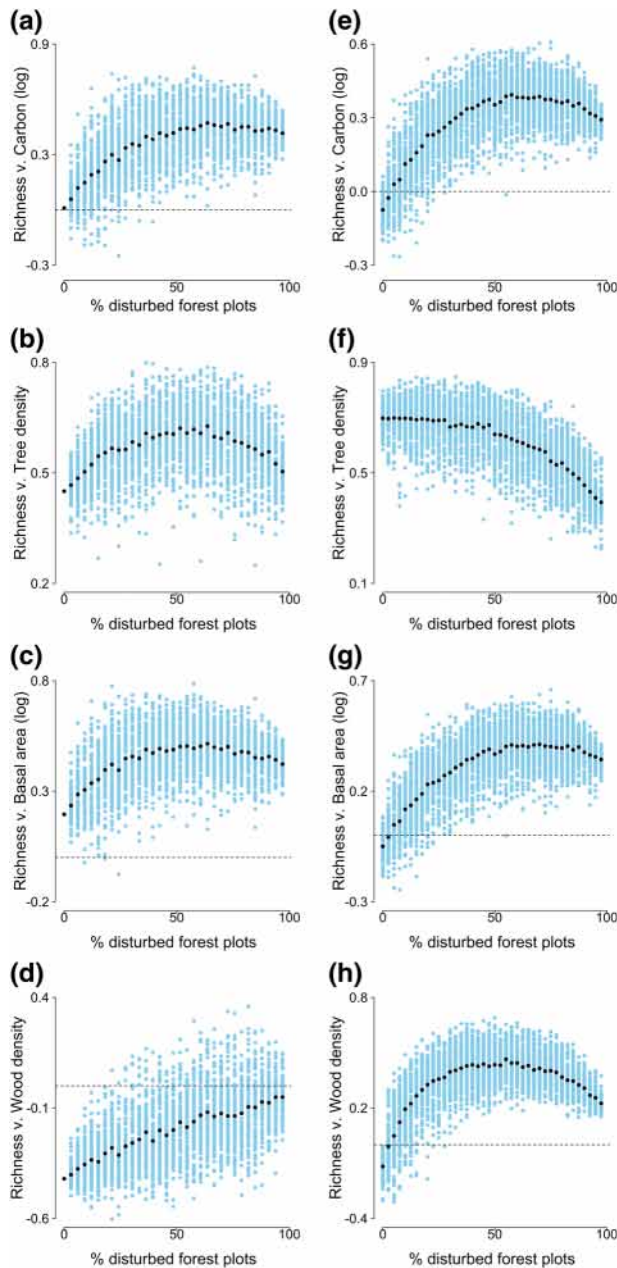 (a)
Richness v. Carbon (log)
0.9
0.3
-0.3
0
50
100
% disturbed forest plots
(e)
Richness v. Carbon (log)
0.6
0.3
0.0
-0.3
0
50
100
% disturbed forest plots
(b)
Richness v. Tree density
0.8
0.5
0.2
0
50
100
% disturbed forest plots
(f)
Richness v. Tree density
0.9
0.5
0.1
0
50
100
% disturbed forest plots
(c)
Richness v. Basal area (log)
0.8
0.3
-0.2
0
50
100
% disturbed forest plots
(g)
Richness v. Basal area (log)
0.7
0.3
-0.3
0
50
100
% disturbed forest plots
(d)
Richness v. Wood density
0.4
-0.1
-0.6
0
50
100
% disturbed forest plots
(h)
Richness v. Wood density
0.8
0.2
-0.4
0
50
100
% disturbed forest plots